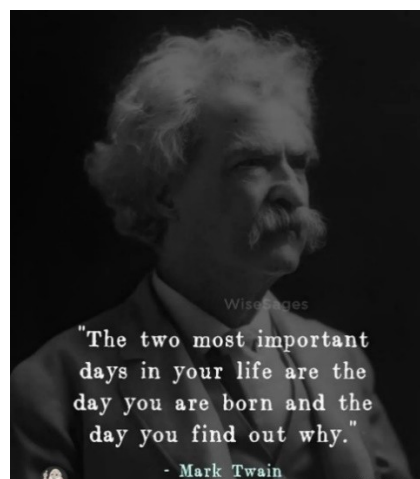 WiseSages
"The two most important
days in your life are the
day you are born and the
day you find out why."
- Mark Twain